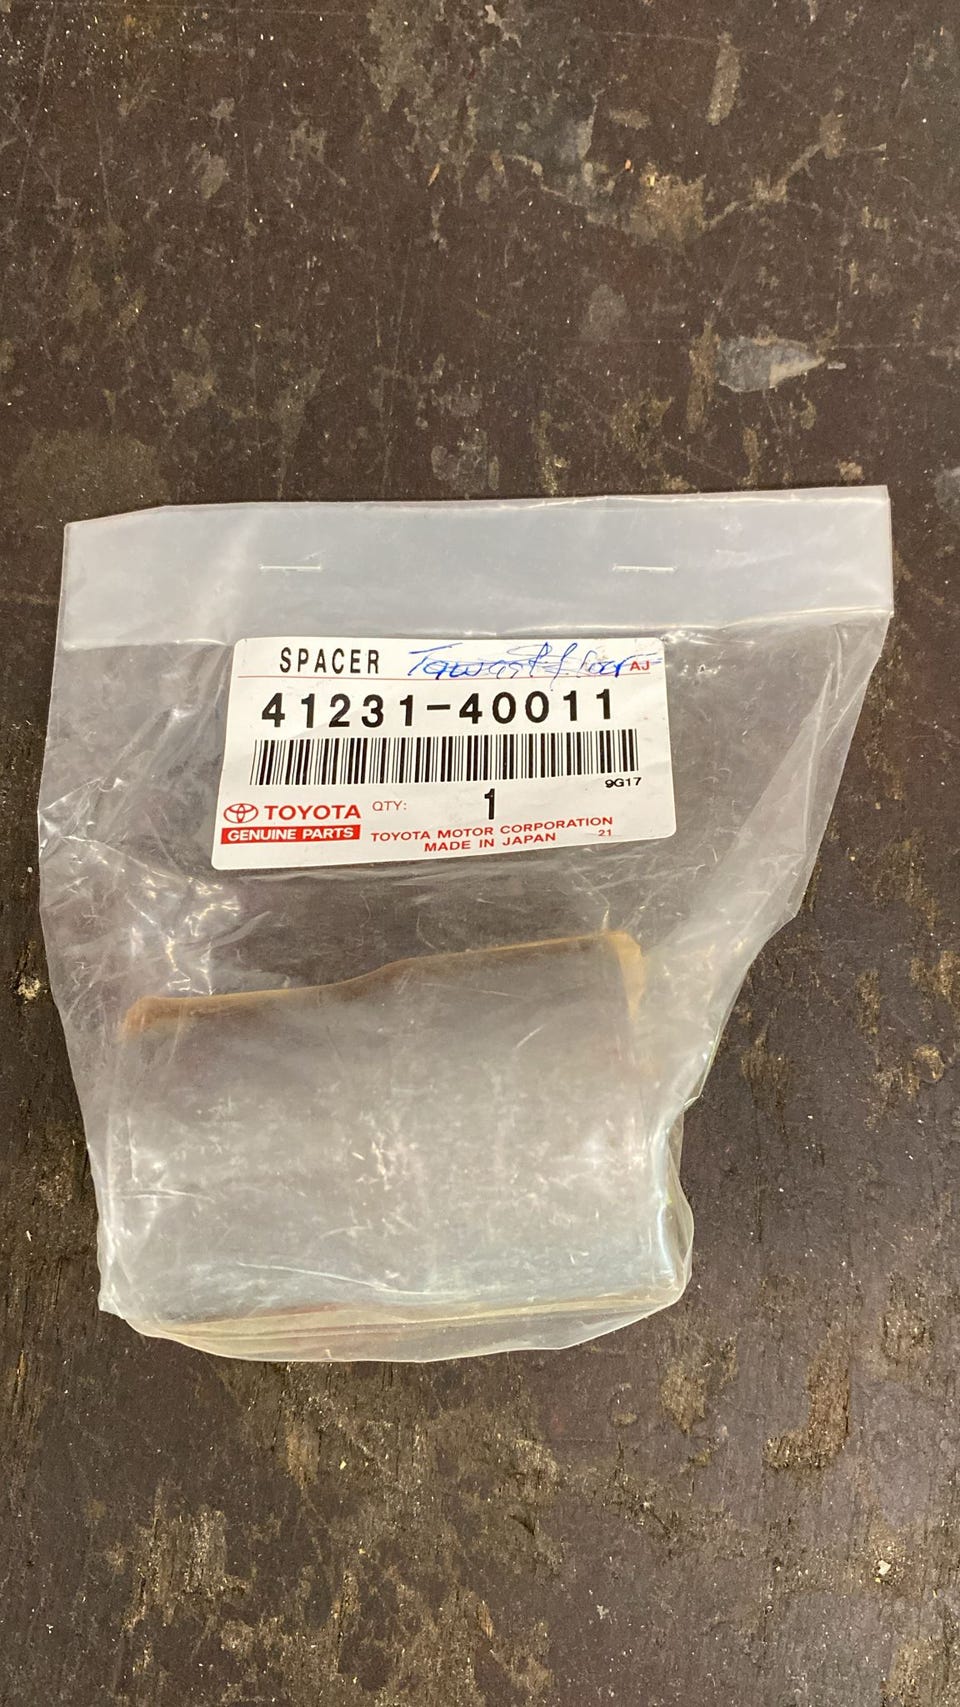 SPACER AJ
41231-40011
9G17
TOYOTA QTY: 1
GENUINE PARTS
TOYOTA MOTOR CORPORATION
MADE IN JAPAN 21